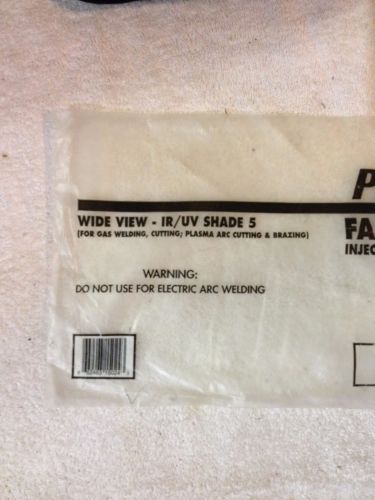 WIDE VIEW - IR/UV SHADE 5
(FOR GAS WELDING, CUTTING; PLASMA ARC CUTTING & BRAZING)
P
FA
INJEC
WARNING:
DO NOT USE FOR ELECTRIC ARC WELDING